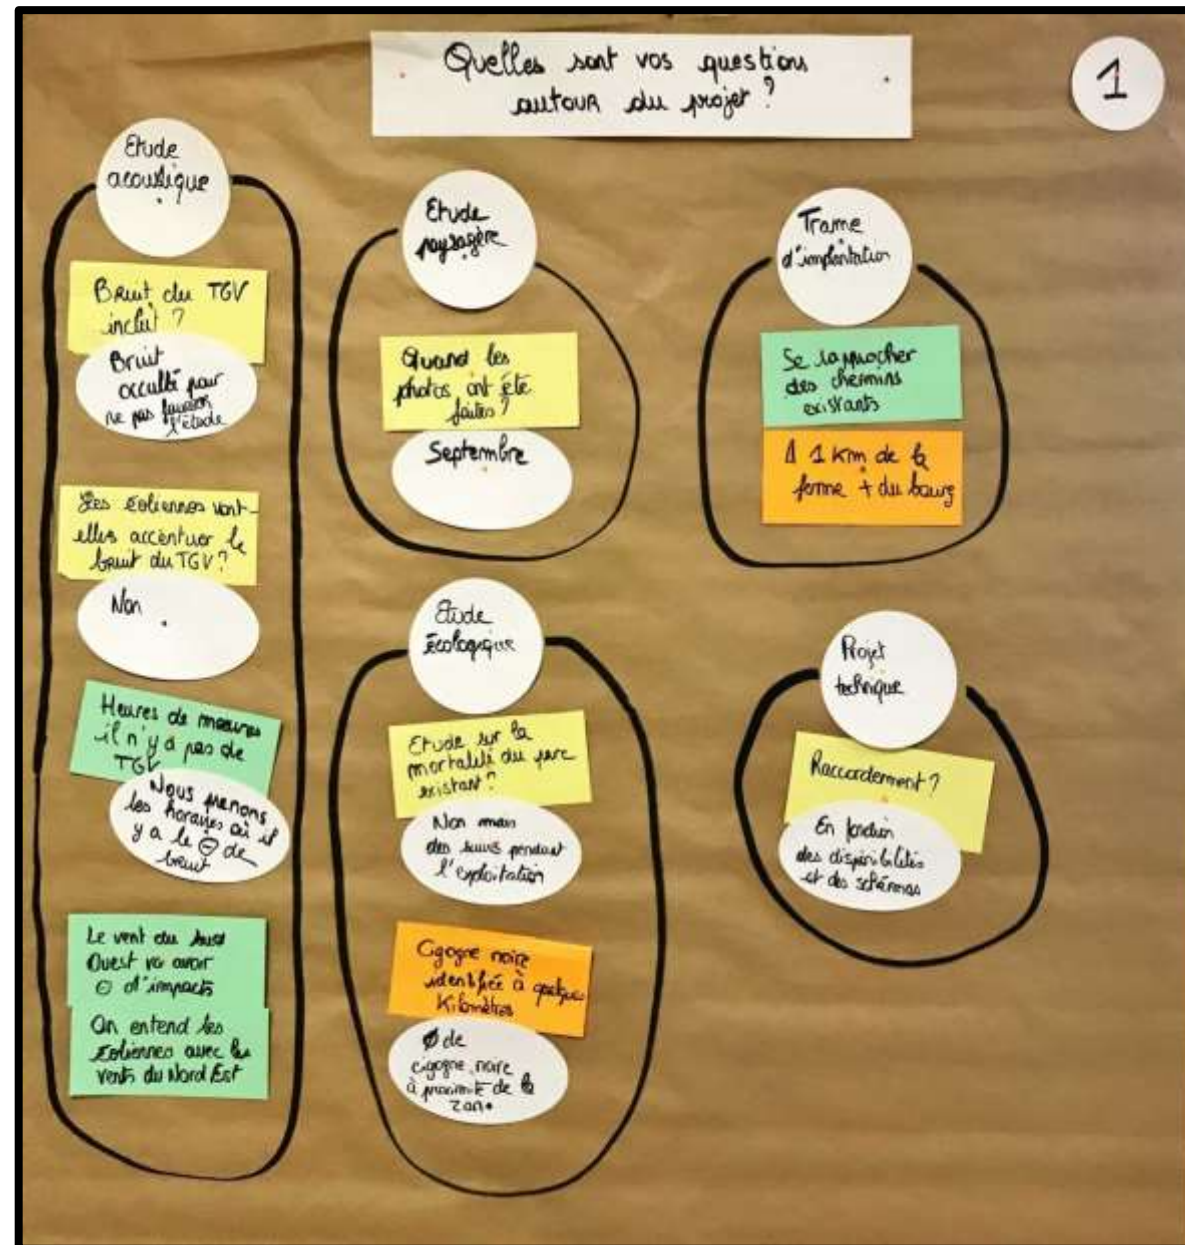 Quelles sont vos questions
autour du projet ?
1
Etude
acoustique
Bruit du TGV
inclut ?
Bruit
occulté pour
ne pas fausser
l'étude
Les éoliennes vont-
elles accentuer le
bruit du TGV ?
Non
Heures de mesures
il n'y a pas de
TGV
Nous prenons
les horaires où il
y a le ⊖ de
bruit
Le vent du Sud
Ouest va avoir
⊖ d'impacts
On entend les
éoliennes avec les
vents du Nord Est
Etude
paysagère
Quand les
photos ont été
faites ?
Septembre
Etude
écologique
Etude sur la
mortalité du parc
existant ?
Non mais
des suivis pendant
l'exploitation
Cigogne noire
identifiée à quelques
Kilomètres
Ø de
cigogne noire
à proximité de la
zone
Trame
d'implantation
Se rapprocher
des chemins
existants
à 1 Km de la
ferme + du bourg
Projet
technique
Raccordement ?
En fonction
des disponibilités
et des schémas